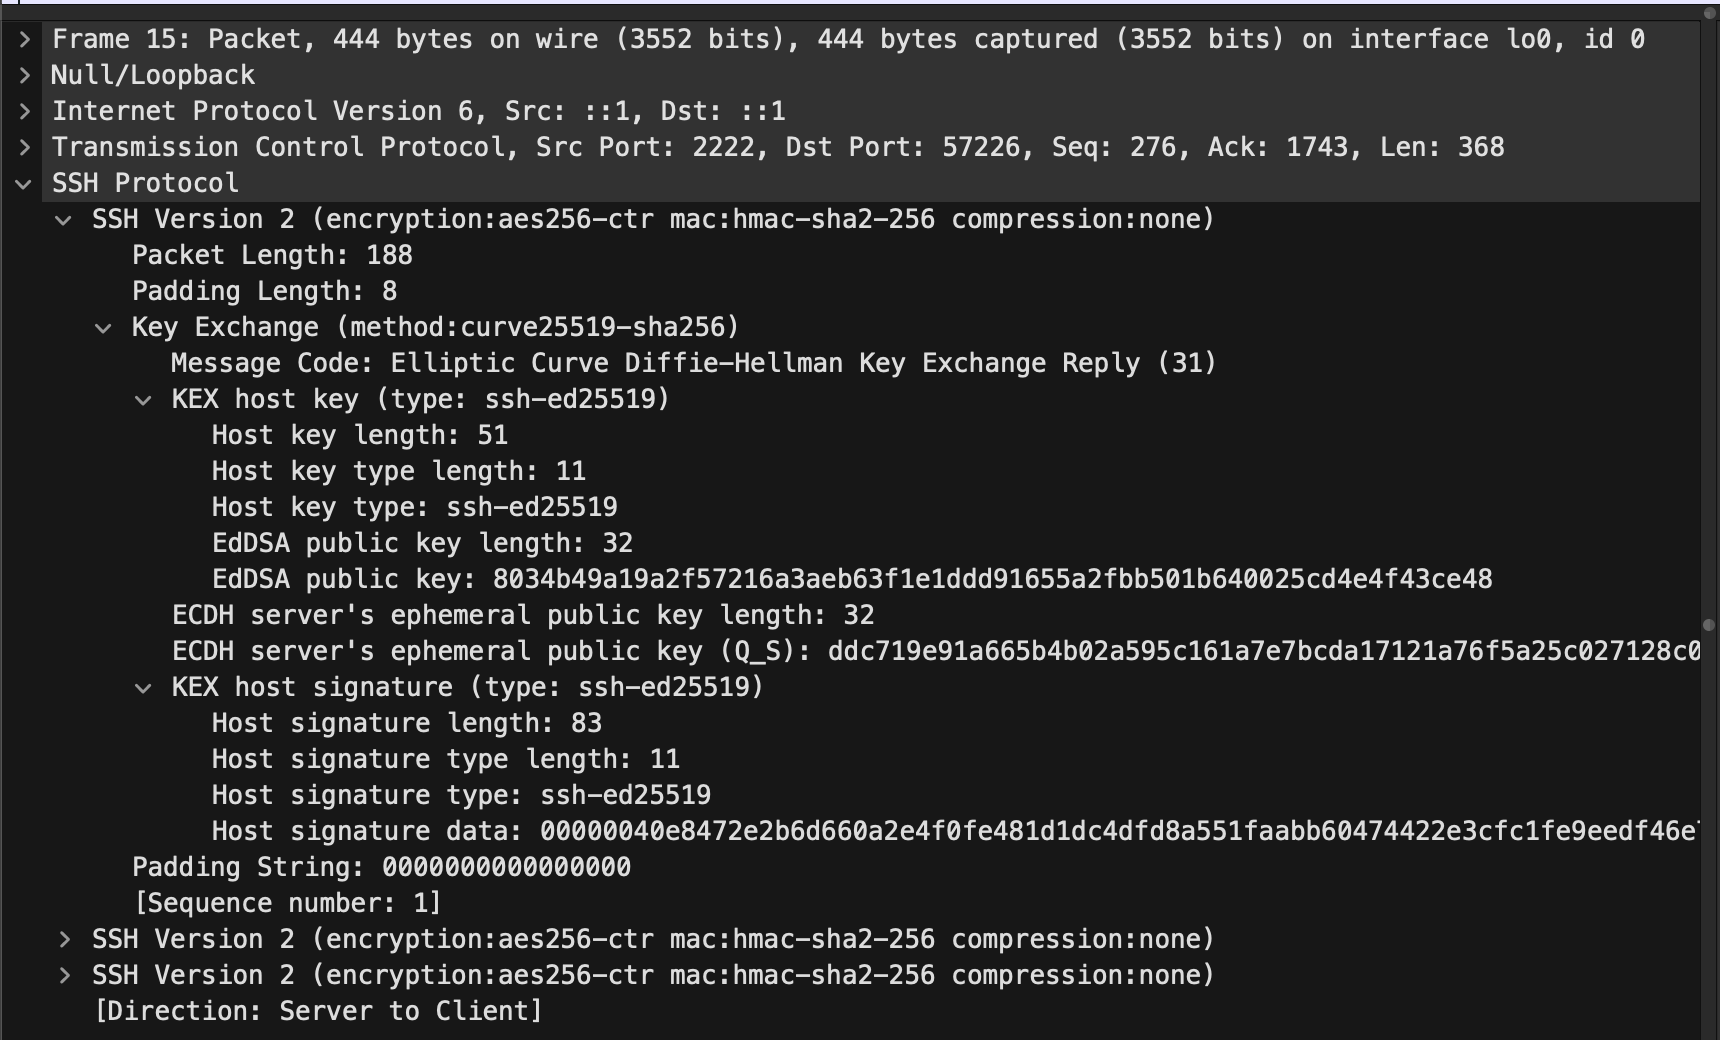 Frame 15: Packet, 444 bytes on wire (3552 bits), 444 bytes captured (3552 bits) on interface lo0, id 0
Null/Loopback
Internet Protocol Version 6, Src: ::1, Dst: ::1
Transmission Control Protocol, Src Port: 2222, Dst Port: 57226, Seq: 276, Ack: 1743, Len: 368
SSH Protocol
SSH Version 2 (encryption:aes256-ctr mac:hmac-sha2-256 compression:none)
Packet Length: 188
Padding Length: 8
Key Exchange (method:curve25519-sha256)
Message Code: Elliptic Curve Diffie-Hellman Key Exchange Reply (31)
KEX host key (type: ssh-ed25519)
Host key length: 51
Host key type length: 11
Host key type: ssh-ed25519
EdDSA public key length: 32
EdDSA public key: 8034b49a19a2f57216a3aeb63f1e1ddd91655a2fbb501b640025cd4e4f43ce48
ECDH server's ephemeral public key length: 32
ECDH server's ephemeral public key (Q_S): ddc719e91a665b4b02a595c161a7e7bcda17121a76f5a25c027128c0
KEX host signature (type: ssh-ed25519)
Host signature length: 83
Host signature type length: 11
Host signature type: ssh-ed25519
Host signature data: 00000040e8472e2b6d660a2e4f0fe481d1dc4dfd8a551faabb60474422e3cfc1fe9eedf46e
Padding String: 0000000000000000
[Sequence number: 1]
SSH Version 2 (encryption:aes256-ctr mac:hmac-sha2-256 compression:none)
SSH Version 2 (encryption:aes256-ctr mac:hmac-sha2-256 compression:none)
[Direction: Server to Client]